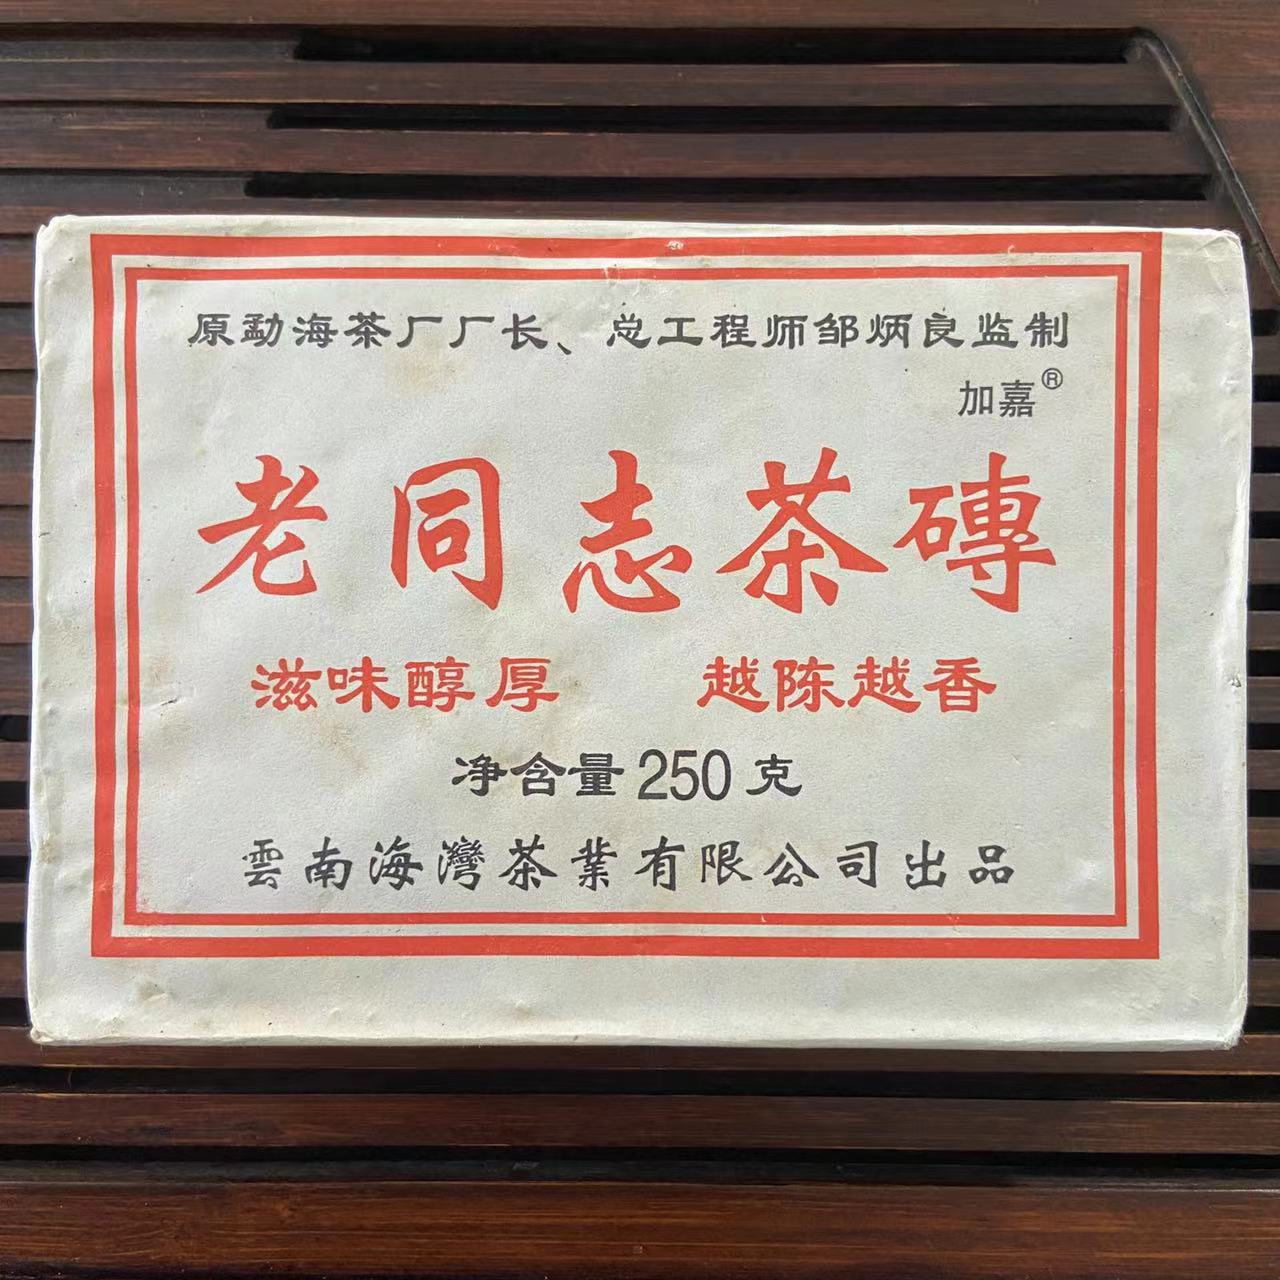 原勐海茶厂厂长、总工程师邹炳良监制
加嘉®
老同志茶磚
滋味醇厚 越陈越香
净含量250克
雲南海灣茶業有限公司出品